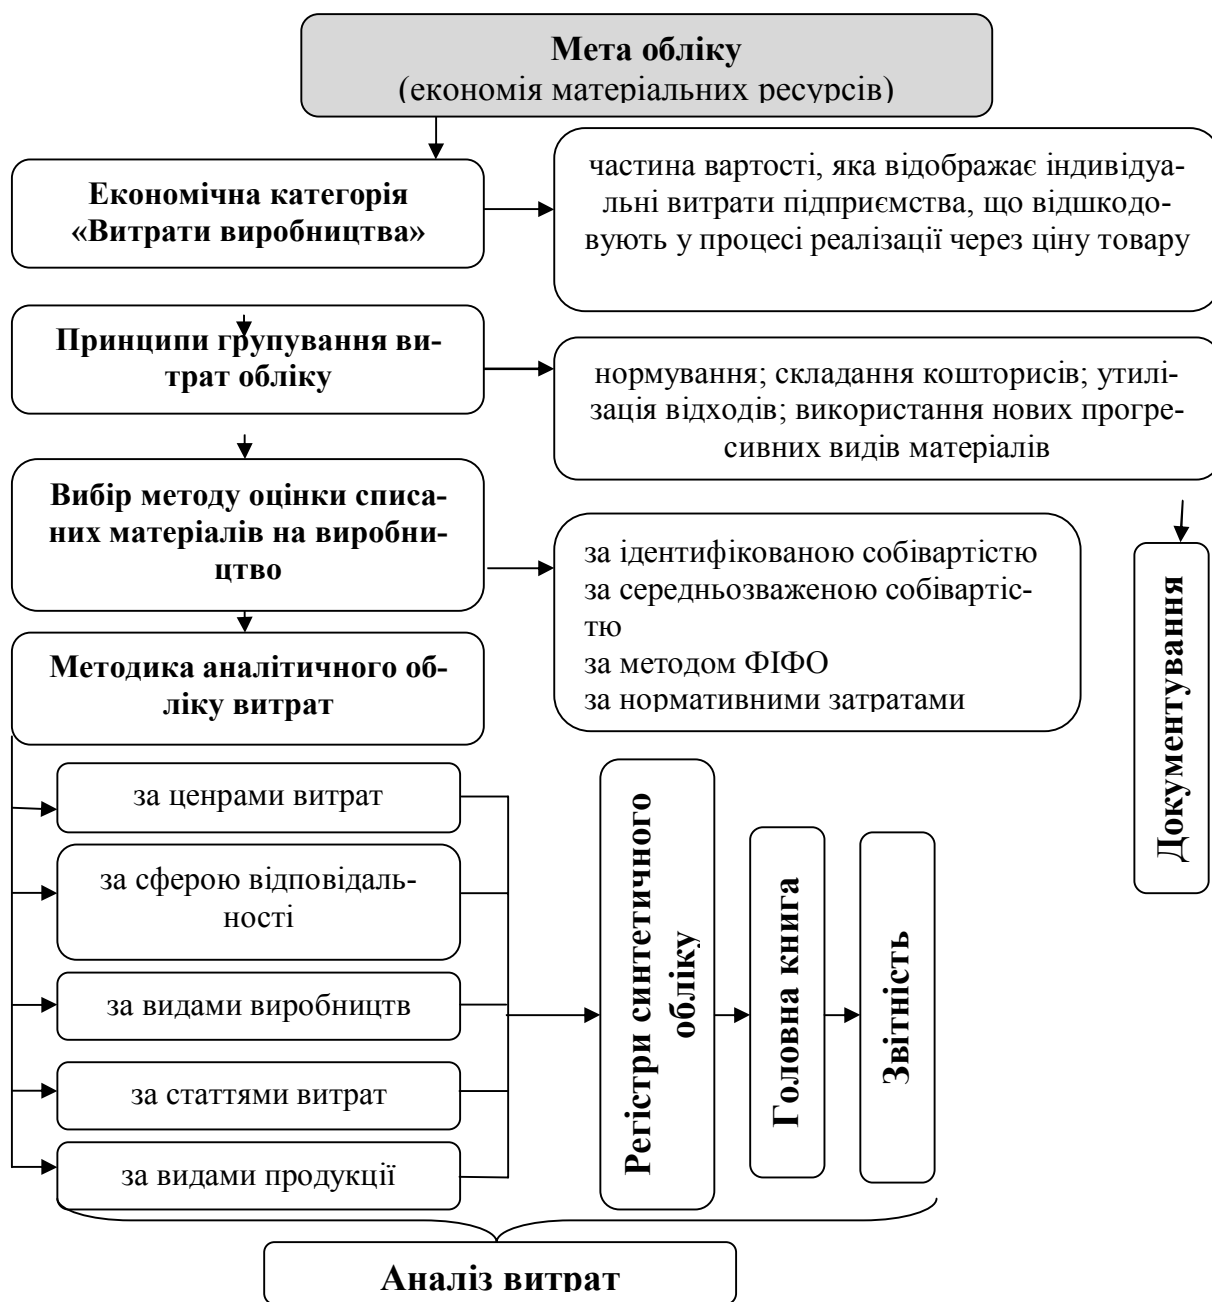 Мета обліку
(економія матеріальних ресурсів)
Економічна категорія
«Витрати виробництва»
частина вартості, яка відображає індивідуа-
льні витрати підприємства, що відшкодо-
вують у процесі реалізації через ціну товару
Принципи групування ви-
трат обліку
нормування; складання кошторисів; утилі-
зація відходів; використання нових прогре-
сивних видів матеріалів
Вибір методу оцінки списа-
них матеріалів на виробни-
цтво
за ідентифікованою собівартістю
за середньозваженою собівартіс-
тю
за методом ФІФО
за нормативними затратами
Документування
Методика аналітичного об-
ліку витрат
за ценрами витрат
за сферою відповідаль-
ності
за видами виробництв
за статтями витрат
за видами продукції
Регістри синтетичного
обліку
Головна книга
Звітність
Аналіз витрат